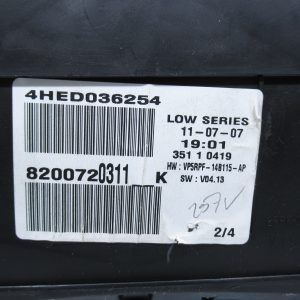 4HED036254
LOW SERIES
11-07-07
19:01
351 1 0419
HW : VP5RPF-14B115-AP
SW : V04.13
8200720311__K
257V
2/4